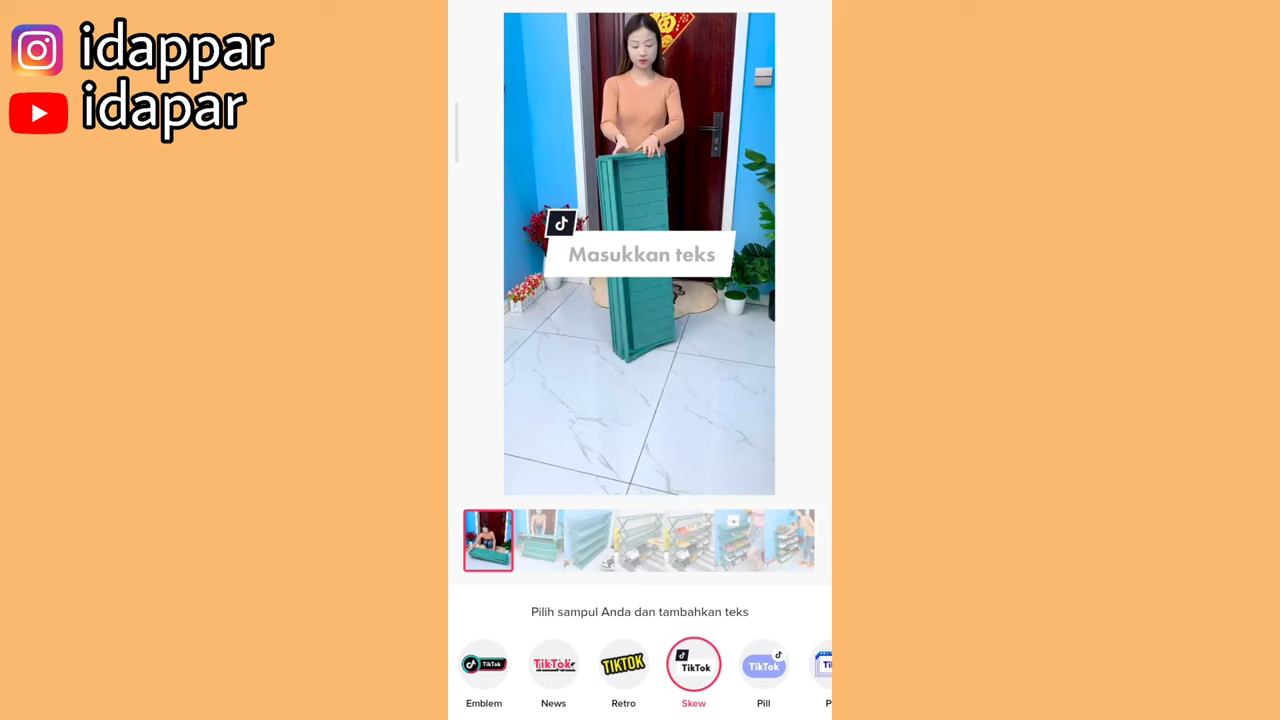 idappar
idapar
福
Masukkan teks
Pilih sampul Anda dan tambahkan teks
TikTok
TikTok
TIKTOK
TikTok
TikTok
Emblem
News
Retro
Skew
Pill